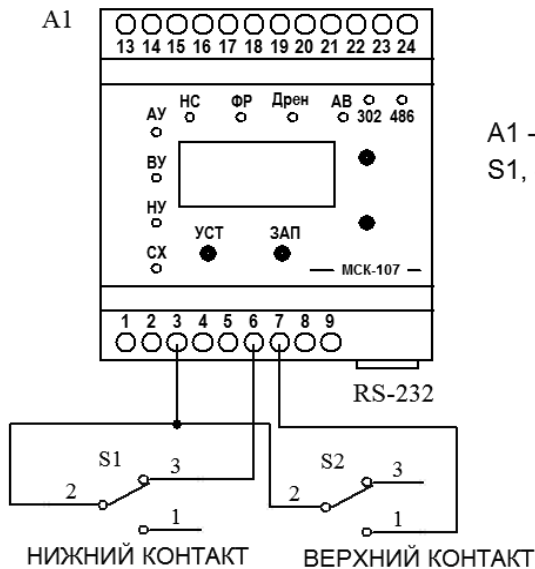 A1
13 14 15 16 17 18 19 20 21 22 23 24
НС ФР Дрен АВ 302 486
АУ
ВУ
НУ
СХ
УСТ ЗАП
МСК-107
1 2 3 4 5 6 7 8 9
RS-232
A1 -
S1,
S1 3
2
1
S2 3
2
1
НИЖНИЙ КОНТАКТ
ВЕРХНИЙ КОНТАКТ